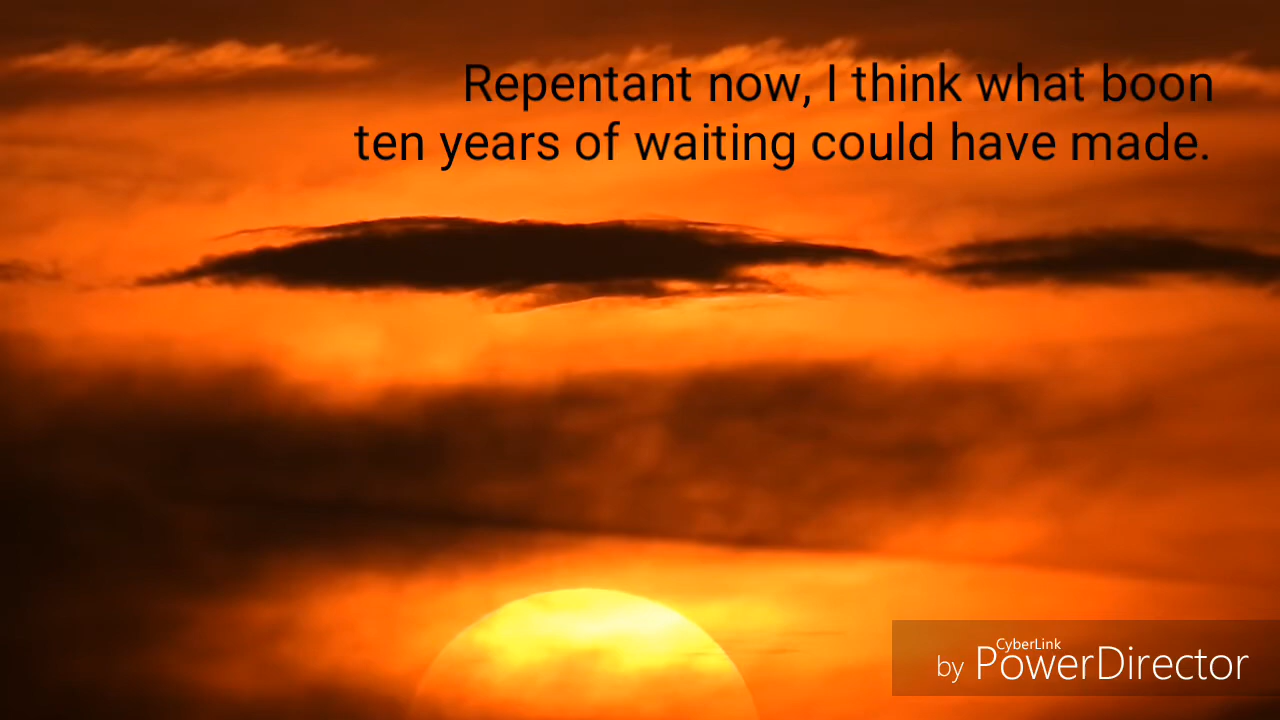 Repentant now, I think what boon
ten years of waiting could have made.
by CyberLink PowerDirector